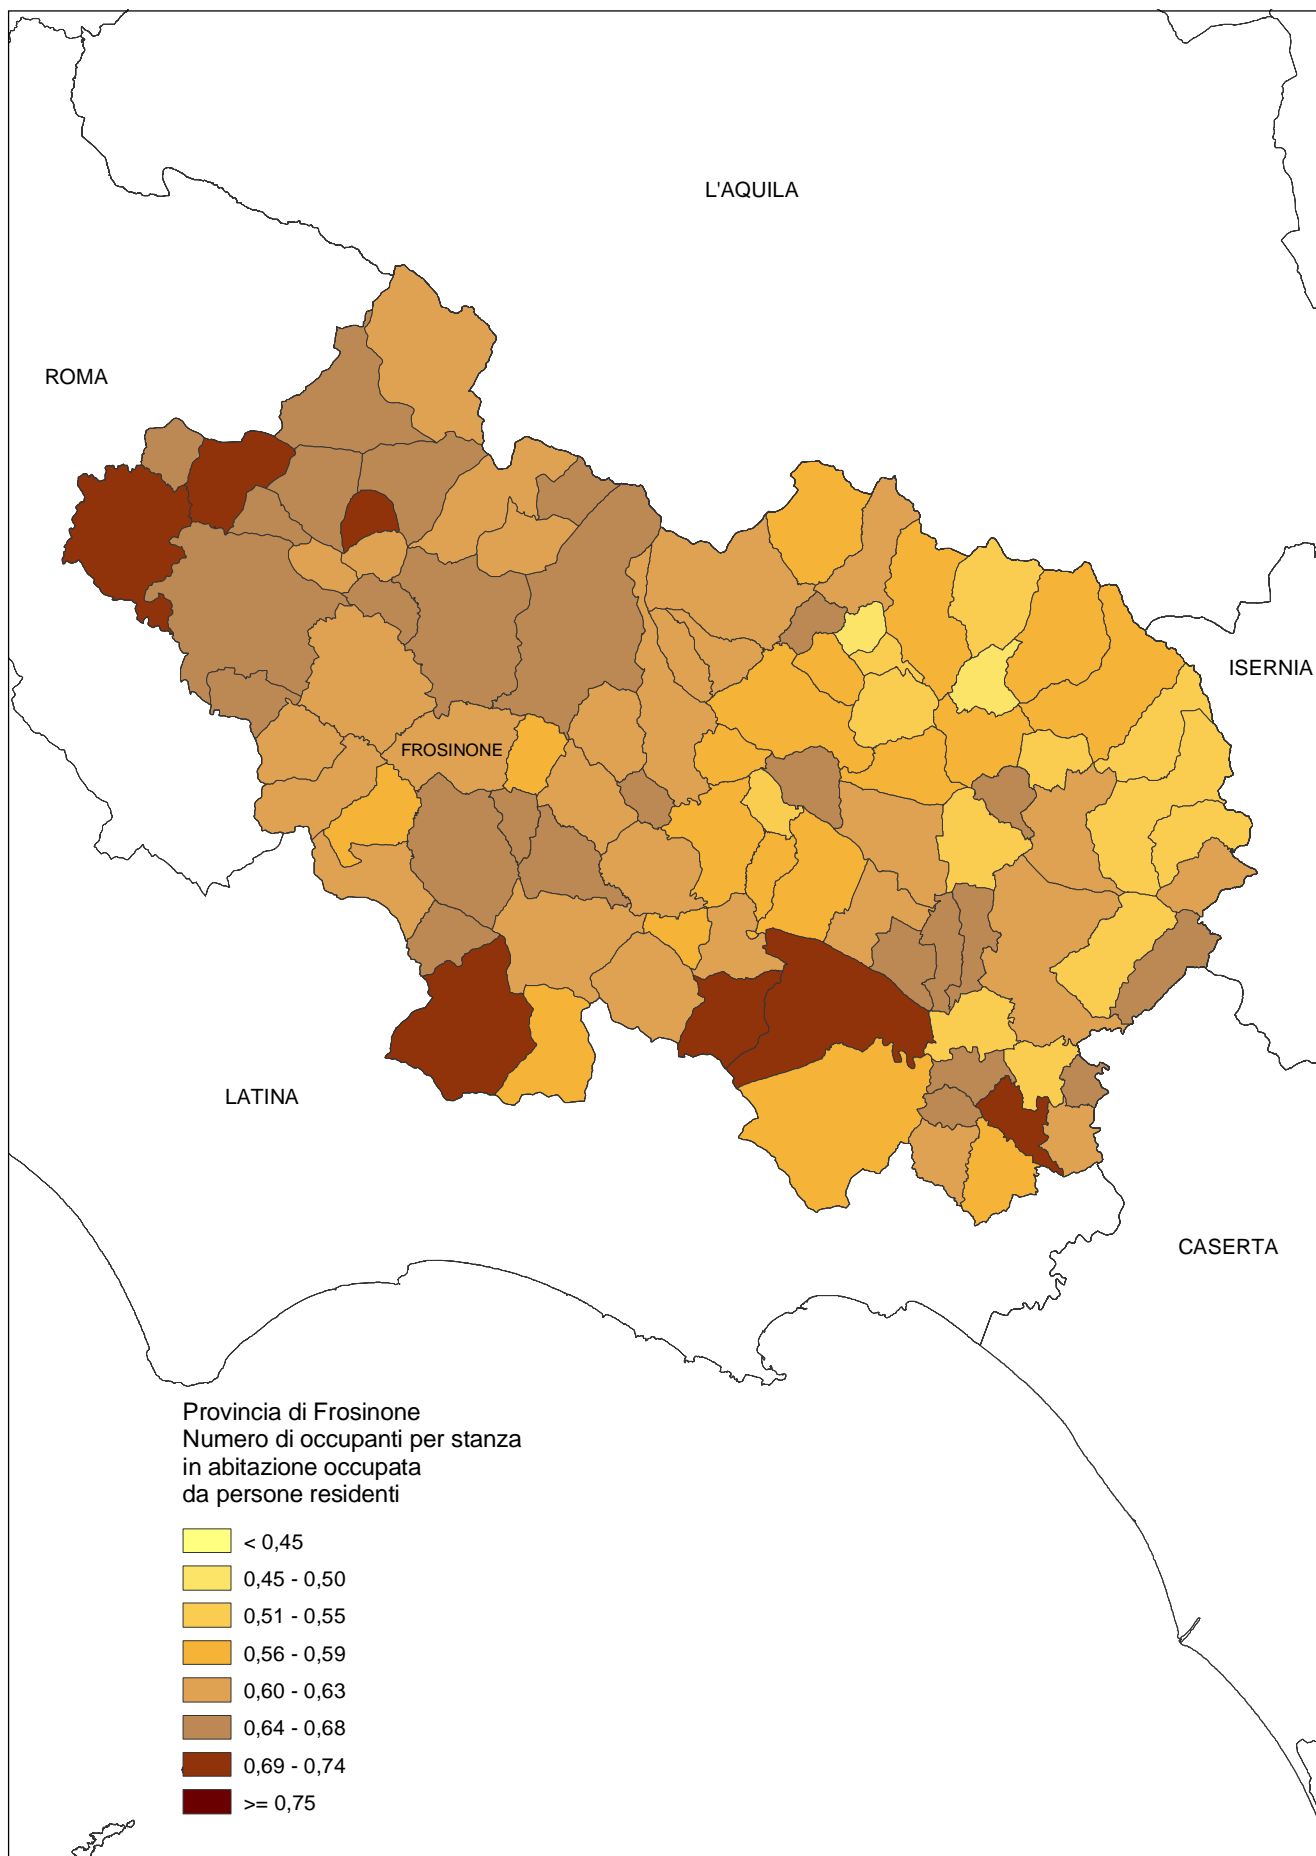 L'AQUILA
ROMA
ISERNIA
FROSINONE
LATINA
CASERTA
Provincia di Frosinone
Numero di occupanti per stanza
in abitazione occupata
da persone residenti
< 0,45
0,45 - 0,50
0,51 - 0,55
0,56 - 0,59
0,60 - 0,63
0,64 - 0,68
0,69 - 0,74
>= 0,75